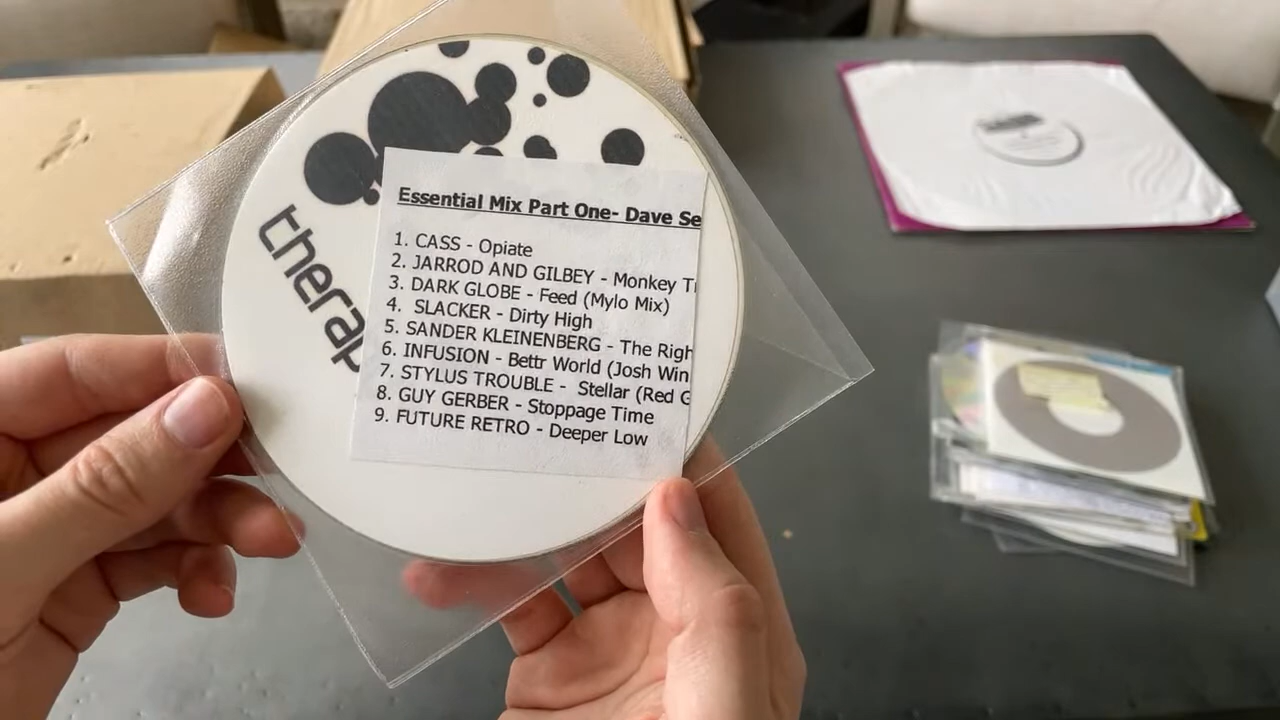 therap
Essential Mix Part One- Dave Se
1. CASS - Opiate
2. JARROD AND GILBEY - Monkey T
3. DARK GLOBE - Feed (Mylo Mix)
4. SLACKER - Dirty High
5. SANDER KLEINENBERG - The Righ
6. INFUSION - Bettr World (Josh Win
7. STYLUS TROUBLE - Stellar (Red G
8. GUY GERBER - Stoppage Time
9. FUTURE RETRO - Deeper Low